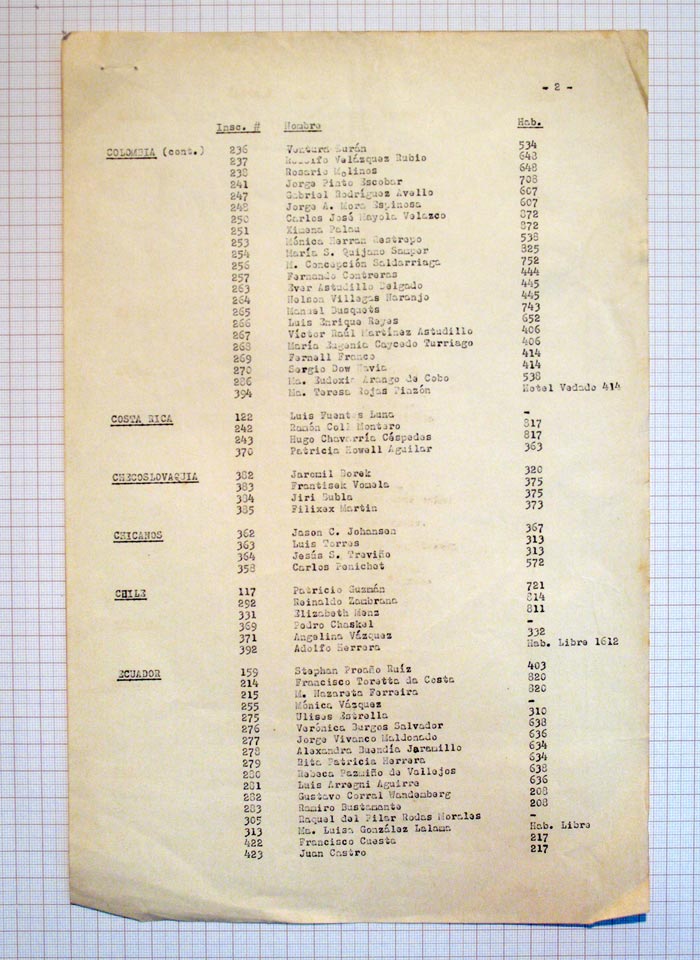 - 2 -
Insc. # Nombre Hab.
COLOMBIA (cont.) 236 Ventura Durán 534
237 Rodolfo Velázquez Rubio 648
238 Rosario Molinos 648
241 Jorge Pinto Escobar 708
247 Gabriel Rodríguez Avello 607
248 Jorge A. Mora Espinosa 607
250 Carlos José Mayola Velazco 872
251 Ximena Palau 872
253 Mónica Herran Restrepo 538
254 María S. Quijano Samper 825
256 M. Concepción Saldarriaga 752
257 Fernando Contreras 444
263 Ever Astudillo Delgado 445
264 Nelson Villegas Naranjo 445
265 Manuel Busquets 743
266 Luis Enrique Reyes 652
267 Víctor Raúl Martínez Astudillo 406
268 María Eugenia Caycedo Turriago 406
269 Fernell Franco 414
270 Sergio Dow Navia 414
286 Ma. Eudoxia Arango de Cobo 538
394 Ma. Teresa Rojas Pinzón Hotel Vedado 414
COSTA RICA 122 Luis Fuentes Luna -
242 Ramón Coll Montero 817
243 Hugo Chavarría Céspedes 817
370 Patricia Howell Aguilar 363
CHECOSLOVAQUIA 382 Jaromil Borek 320
383 Frantisek Vomela 375
384 Jiri Bubla 375
385 Filixex Martin 373
CHICANOS 362 Jason C. Johansen 367
363 Luis Torres 313
364 Jesús S. Treviño 313
358 Carlos Penichet 572
CHILE 117 Patricio Guzmán 721
292 Reinaldo Zambrana 814
331 Elizabeth Menz 811
369 Pedro Chaskel -
371 Angelina Vázquez 332
392 Adolfo Herrera Hab. Libre 1612
ECUADOR 159 Stephan Proaño Ruíz 403
214 Francisco Toretta da Costa 820
215 M. Nazareta Ferreira 820
255 Mónica Vázquez -
275 Ulises Estrella 310
276 Verónica Burgos Salvador 638
277 Jorge Vivanco Maldonado 636
278 Alexandra Buendía Jaramillo 634
279 Rita Patricia Herrera 634
280 Rebeca Pazmiño de Vallejos 638
281 Luis Arregni Aguirre 636
282 Gustavo Corral Wandemberg 208
283 Ramiro Bustamante 208
305 Raquel del Pilar Rodas Morales -
313 Ma. Luisa González Lalama Hab. Libre
422 Francisco Cuesta 217
423 Juan Castro 217